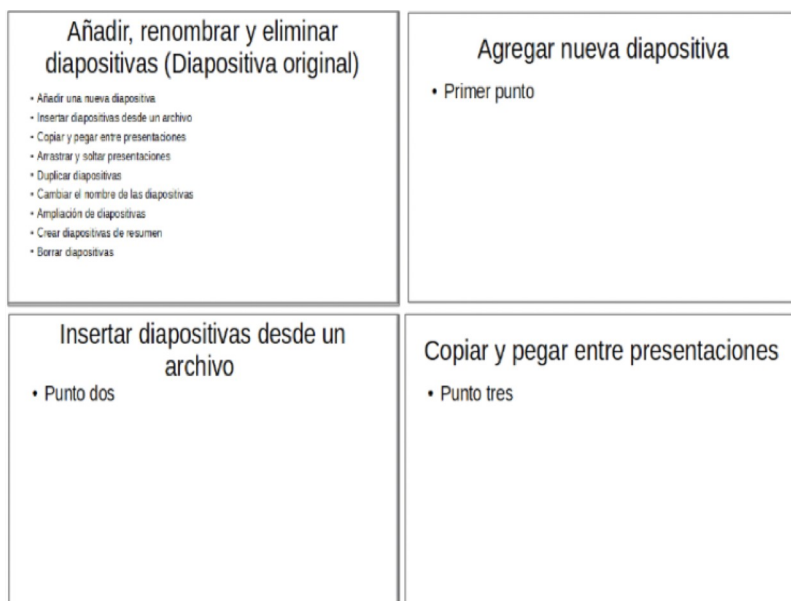 Añadir, renombrar y eliminar
diapositivas (Diapositiva original)
• Añadir una nueva diapositiva
• Insertar diapositivas desde un archivo
• Copiar y pegar entre presentaciones
• Arrastrar y soltar presentaciones
• Duplicar diapositivas
• Cambiar el nombre de las diapositivas
• Ampliación de diapositivas
• Crear diapositivas de resumen
• Borrar diapositivas
Agregar nueva diapositiva
• Primer punto
Insertar diapositivas desde un
archivo
• Punto dos
Copiar y pegar entre presentaciones
• Punto tres